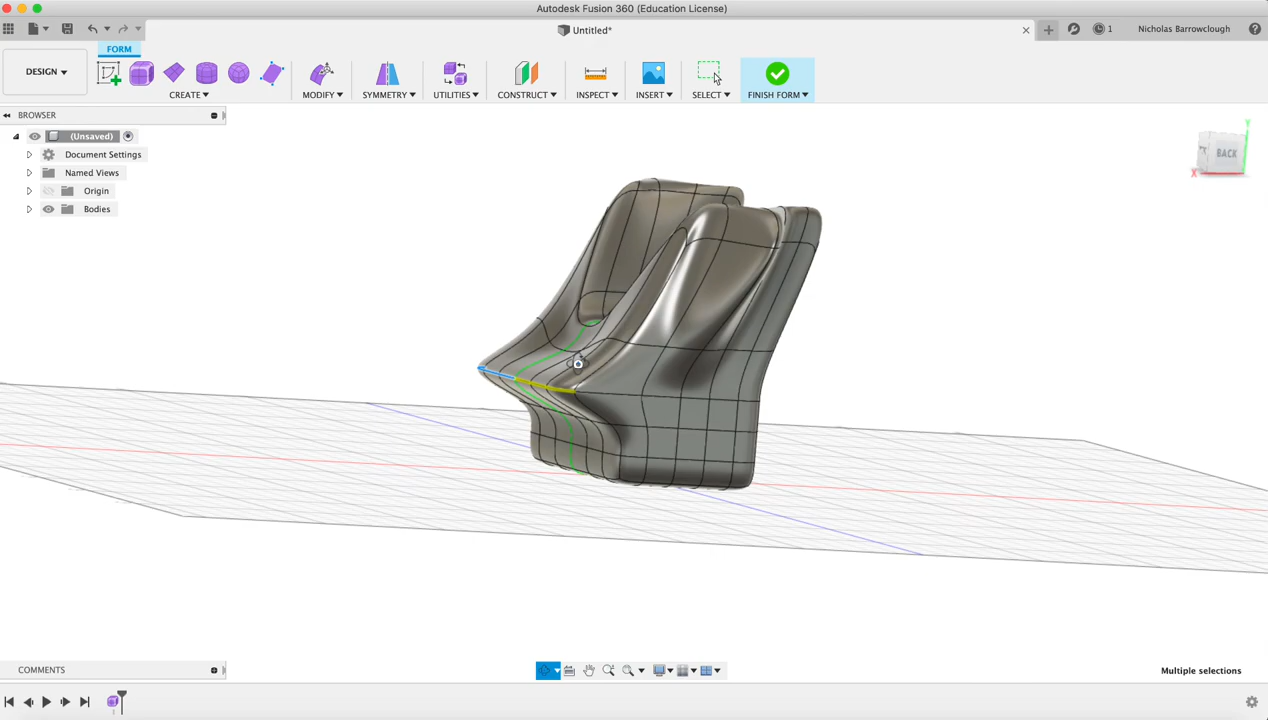 Autodesk Fusion 360 (Education License)
Untitled*
1
Nicholas Barrowclough
FORM
DESIGN
CREATE
MODIFY
SYMMETRY
UTILITIES
CONSTRUCT
INSPECT
INSERT
SELECT
FINISH FORM
BROWSER
(Unsaved)
Document Settings
Named Views
Origin
Bodies
Y
BACK
X
COMMENTS
Multiple selections